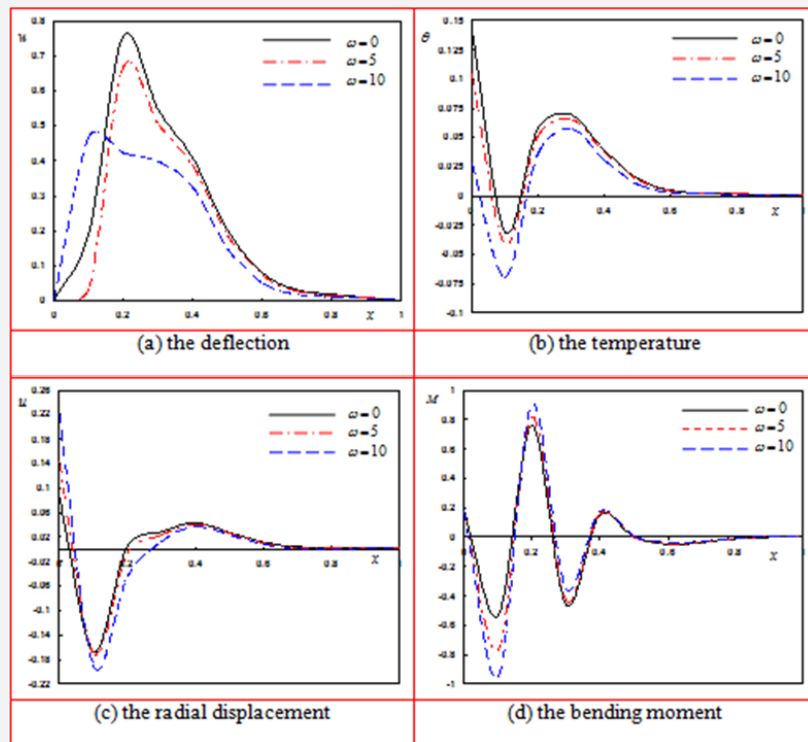 0.8
0.7
0.6
0.5
0.4
0.3
0.2
0.1
0
0
0.2
0.4
0.6
0.8
1
x
ω=0
ω=5
ω=10
(a) the deflection
θ
0.15
0.125
0.1
0.075
0.05
0.025
0
-0.025
-0.05
-0.075
-0.1
0
0.2
0.4
0.6
0.8
1
x
ω=0
ω=5
ω=10
(b) the temperature
u
0.26
0.22
0.18
0.14
0.1
0.06
0.02
-0.02
-0.06
-0.1
-0.14
-0.18
-0.22
0
0.2
0.4
0.6
0.8
1
x
ω=0
ω=5
ω=10
(c) the radial displacement
M
1
0.8
0.6
0.4
0.2
0
-0.2
-0.4
-0.6
-0.8
-1
0
0.2
0.4
0.6
0.8
1
x
ω=0
ω=5
ω=10
(d) the bending moment